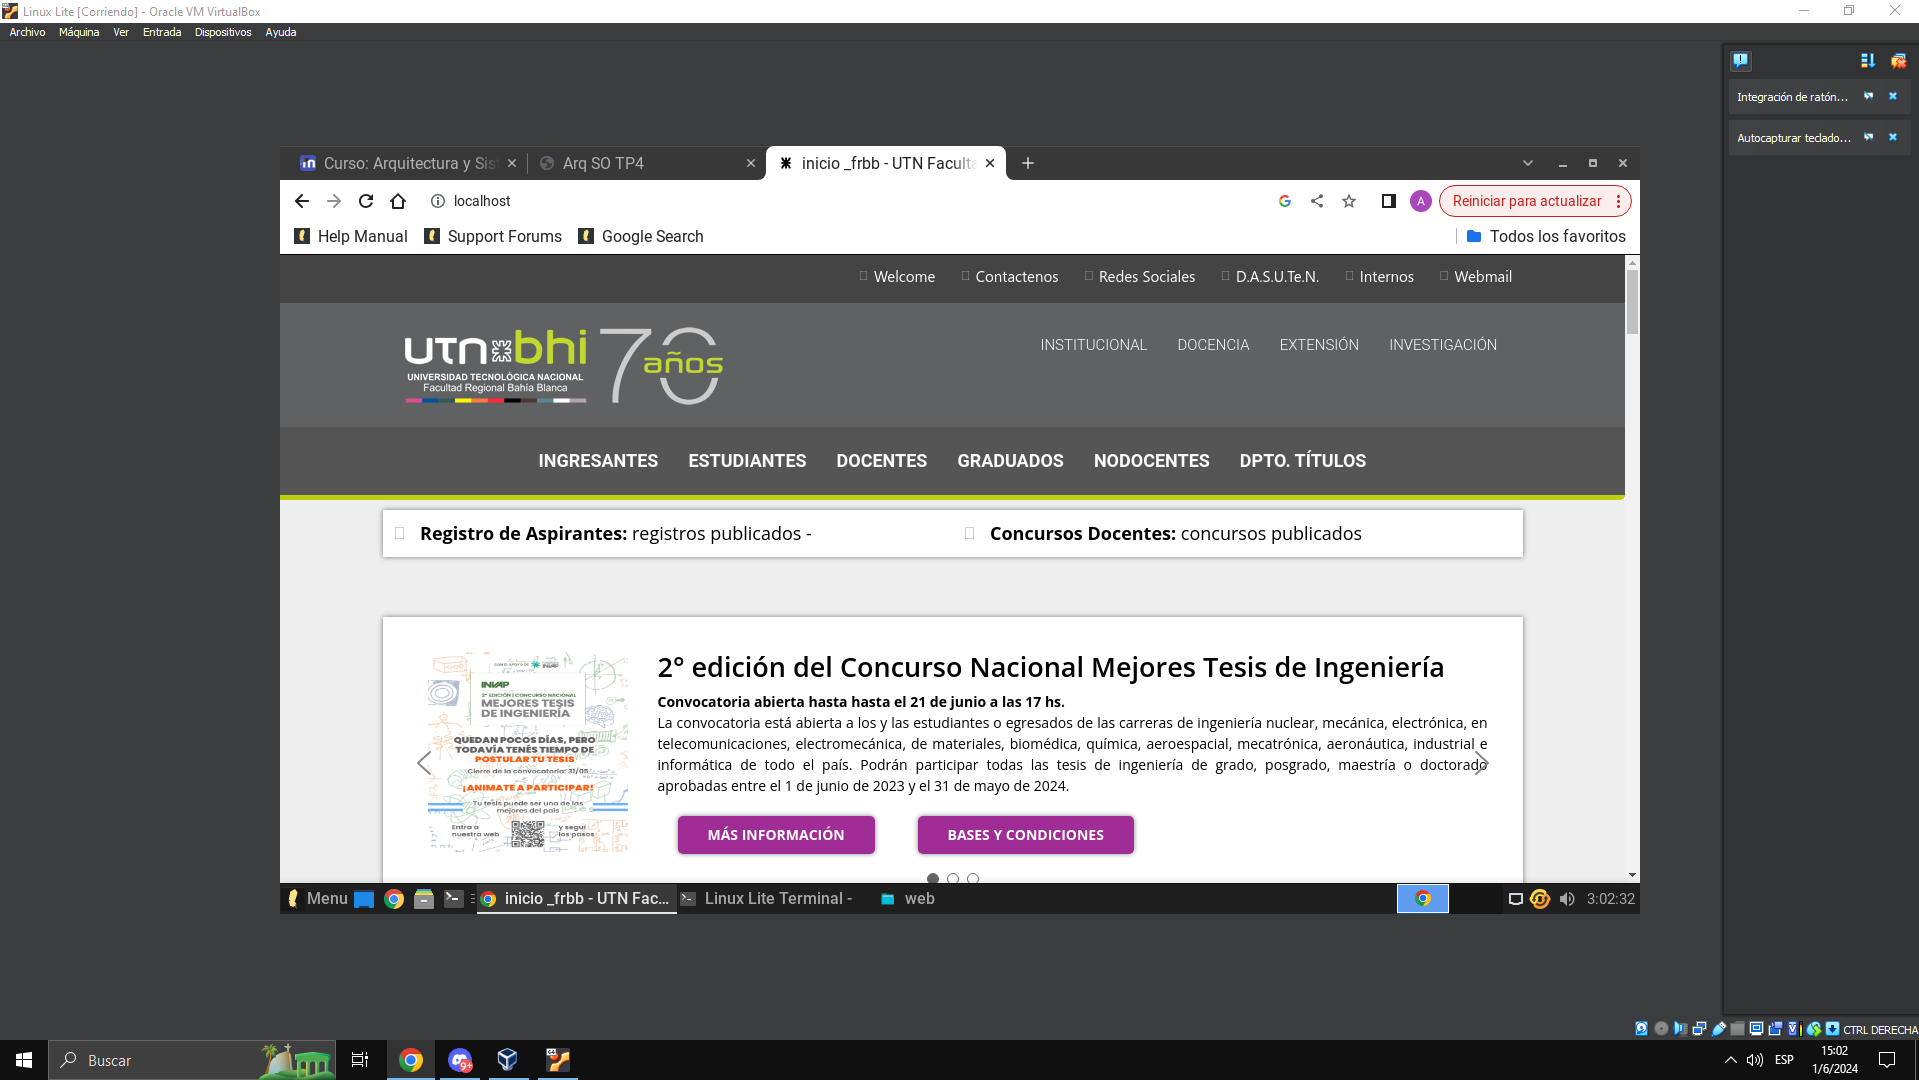 Linux Lite [Corriendo] - Oracle VM VirtualBox
Archivo Máquina Ver Entrada Dispositivos Ayuda
Integración de ratón...
Autocapturar teclado...
Curso: Arquitectura y Sis
Arq SO TP4
inicio _frbb - UTN Faculta
localhost
A
Reiniciar para actualizar
Help Manual
Support Forums
Google Search
Todos los favoritos
Welcome Contactenos Redes Sociales D.A.S.U.Te.N. Internos Webmail
utn bhi 70 años
UNIVERSIDAD TECNOLÓGICA NACIONAL
Facultad Regional Bahía Blanca
INSTITUCIONAL DOCENCIA EXTENSIÓN INVESTIGACIÓN
INGRESANTES ESTUDIANTES DOCENTES GRADUADOS NODOCENTES DPTO. TÍTULOS
Registro de Aspirantes: registros publicados -
Concursos Docentes: concursos publicados
INVAP
2° EDICIÓN | CONCURSO NACIONAL
MEJORES TESIS
DE INGENIERÍA
QUEDAN POCOS DÍAS, PERO
TODAVÍA TENÉS TIEMPO DE
POSTULAR TU TESIS
Cierre de la convocatoria: 31/05
¡ANIMATE A PARTICIPAR!
Tu tesis puede ser una de las
mejores del país
Entra a
nuestra web
y seguí
los pasos
2° edición del Concurso Nacional Mejores Tesis de Ingeniería
Convocatoria abierta hasta hasta el 21 de junio a las 17 hs.
La convocatoria está abierta a los y las estudiantes o egresados de las carreras de ingeniería nuclear, mecánica, electrónica, en
telecomunicaciones, electromecánica, de materiales, biomédica, química, aeroespacial, mecatrónica, aeronáutica, industrial e
informática de todo el país. Podrán participar todas las tesis de ingeniería de grado, posgrado, maestría o doctorado
aprobadas entre el 1 de junio de 2023 y el 31 de mayo de 2024.
MÁS INFORMACIÓN
BASES Y CONDICIONES
Menu
inicio _frbb - UTN Fac...
Linux Lite Terminal -
web
3:02:32
CTRL DERECHA
Buscar
9+
ESP
15:02
1/6/2024